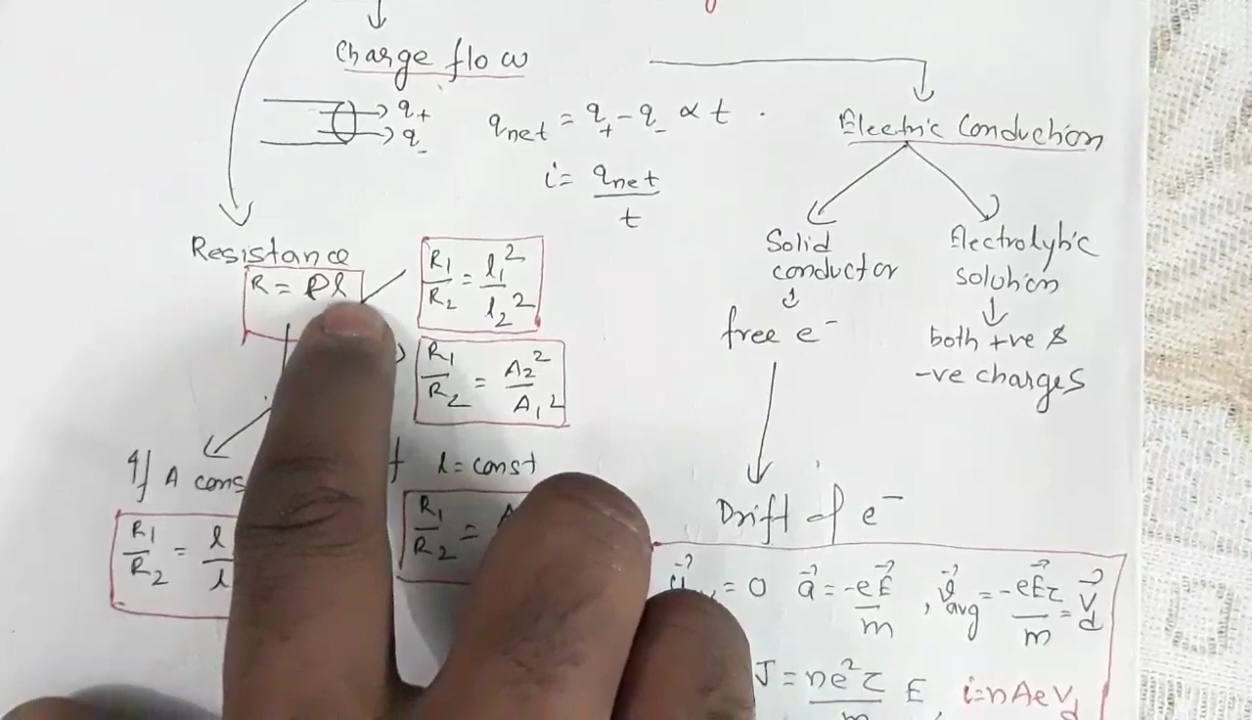 Charge flow
q+
q-
qnet = q+ - q- ∝ t .
i = qnet / t
Electric Conduction
Solid conductor
free e-
Electrolytic solution
both +ve &
-ve charges
Resistance
R = ρl
R1/R2 = l1²/l2²
R1/R2 = A2²/A1²
If A cons
R1/R2 = l/l
l = const
R1/R2 =
Drift of e-
= 0 a⃗ = -eE⃗/m , v⃗avg = -eE⃗τ/m = v⃗d
J = ne²τ/m E , i = nAeVd